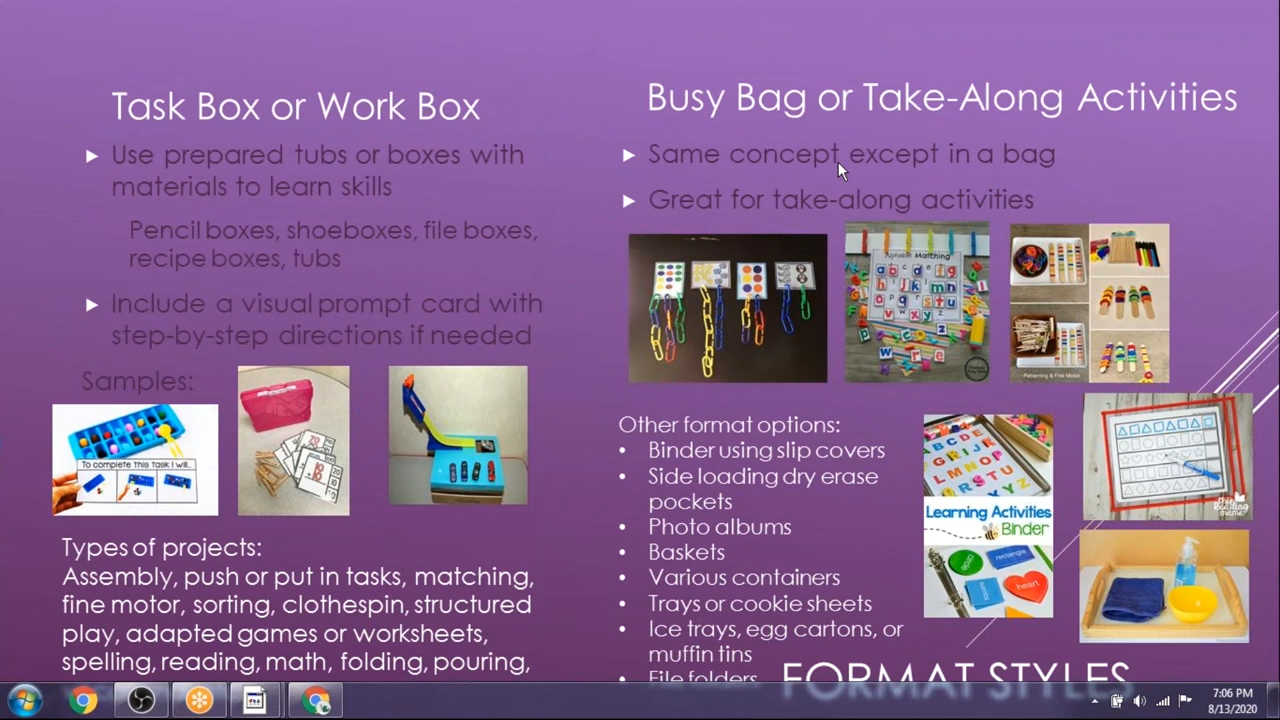 Task Box or Work Box
Use prepared tubs or boxes with
materials to learn skills
Pencil boxes, shoeboxes, file boxes,
recipe boxes, tubs
Include a visual prompt card with
step-by-step directions if needed
Samples:
To complete this task I will...
Types of projects:
Assembly, push or put in tasks, matching,
fine motor, sorting, clothespin, structured
play, adapted games or worksheets,
spelling, reading, math, folding, pouring,
Busy Bag or Take-Along Activities
Same concept except in a bag
Great for take-along activities
Alphabet Matching
Patterning & Fine Motor
Other format options:
• Binder using slip covers
• Side loading dry erase
pockets
• Photo albums
• Baskets
• Various containers
• Trays or cookie sheets
• Ice trays, egg cartons, or
muffin tins
• File folders
Learning Activities
Binder
circle
rectangle
heart
FORMAT STYLES
7:06 PM
8/13/2020